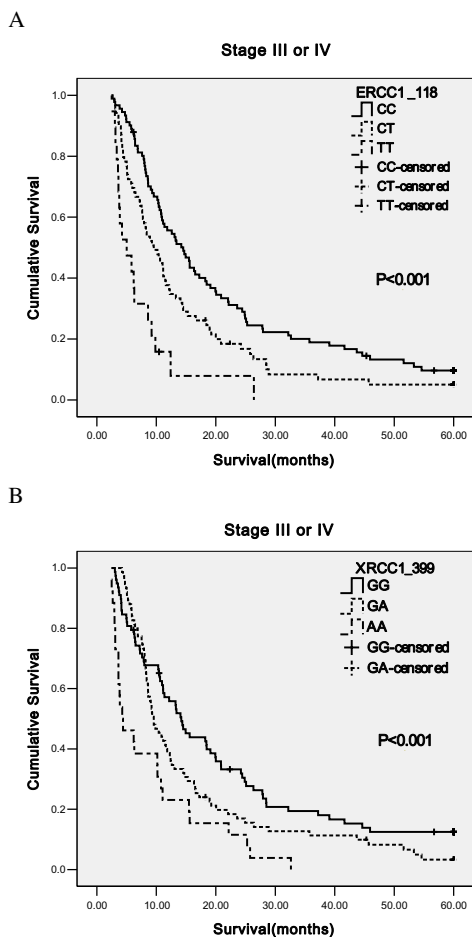 A
Stage III or IV
ERCC1_118
CC
CT
TT
CC-censored
CT-censored
TT-censored
P<0.001
Cumulative Survival
1.0
0.8
0.6
0.4
0.2
0.0
0.00 10.00 20.00 30.00 40.00 50.00 60.00
Survival(months)
B
Stage III or IV
XRCC1_399
GG
GA
AA
GG-censored
GA-censored
P<0.001
Cumulative Survival
1.0
0.8
0.6
0.4
0.2
0.0
0.00 10.00 20.00 30.00 40.00 50.00 60.00
Survival(months)